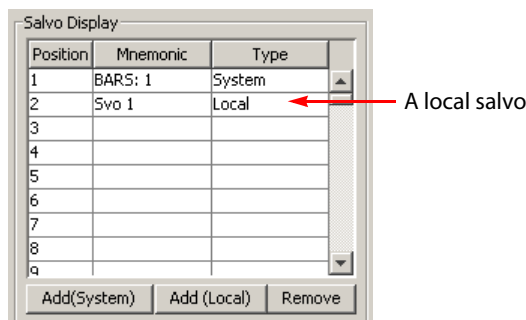 Salvo Display
Position Mnemonic Type
1 BARS: 1 System
2 Svo 1 Local
A local salvo
3
4
5
6
7
8
9
Add(System) Add (Local) Remove